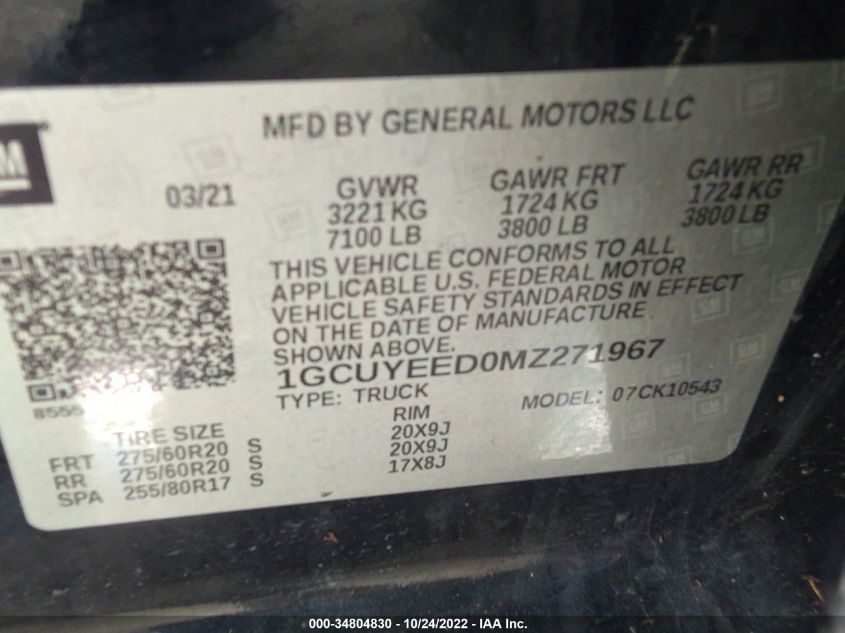 MFD BY GENERAL MOTORS LLC
03/21
GVWR GAWR FRT GAWR RR
3221 KG 1724 KG 1724 KG
7100 LB 3800 LB 3800 LB
THIS VEHICLE CONFORMS TO ALL
APPLICABLE U.S. FEDERAL MOTOR
VEHICLE SAFETY STANDARDS IN EFFECT
ON THE DATE OF MANUFACTURE
SHOWN ABOVE.
1GCUYEED0MZ271967
TYPE: TRUCK MODEL: 07CK10543
TIRE SIZE RIM
FRT 275/60R20 S 20X9J
RR 275/60R20 S 20X9J
SPA 255/80R17 S 17X8J
000-34804830 - 10/24/2022 - IAA Inc.